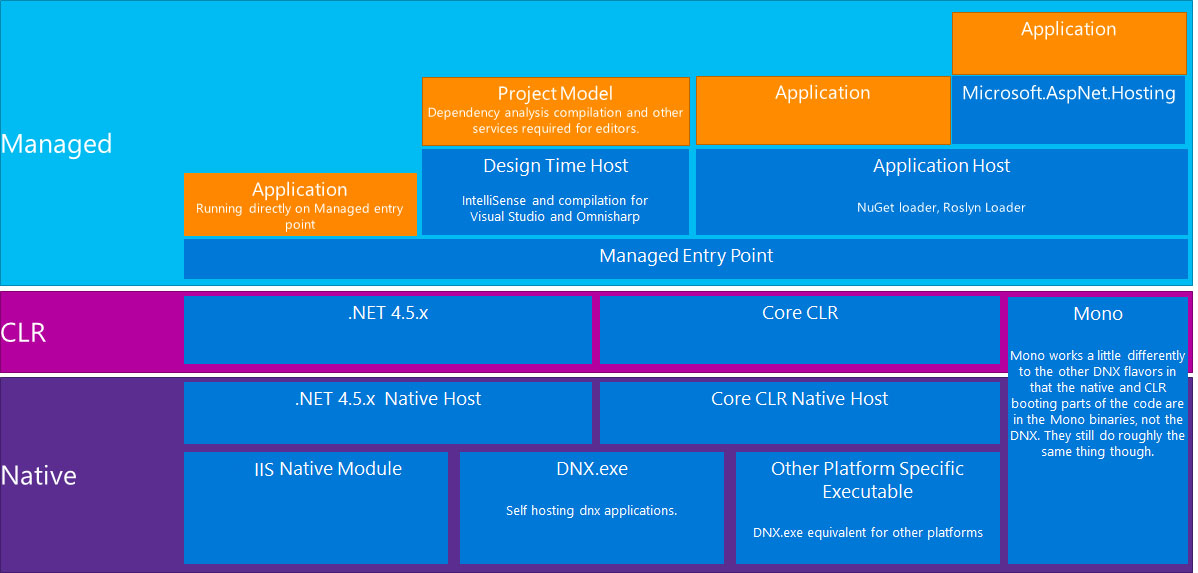 Application
Project Model
Dependency analysis compilation and other
services required for editors.
Application
Microsoft.AspNet.Hosting
Managed
Design Time Host
IntelliSense and compilation for
Visual Studio and Omnisharp
Application Host
NuGet loader, Roslyn Loader
Application
Running directly on Managed entry
point
Managed Entry Point
CLR
.NET 4.5.x
Core CLR
Mono
Mono works a little differently
to the other DNX flavors in
that the native and CLR
booting parts of the code are
in the Mono binaries, not the
DNX. They still do roughly the
same thing though.
Native
.NET 4.5.x Native Host
Core CLR Native Host
IIS Native Module
DNX.exe
Self hosting dnx applications.
Other Platform Specific
Executable
DNX.exe equivalent for other platforms